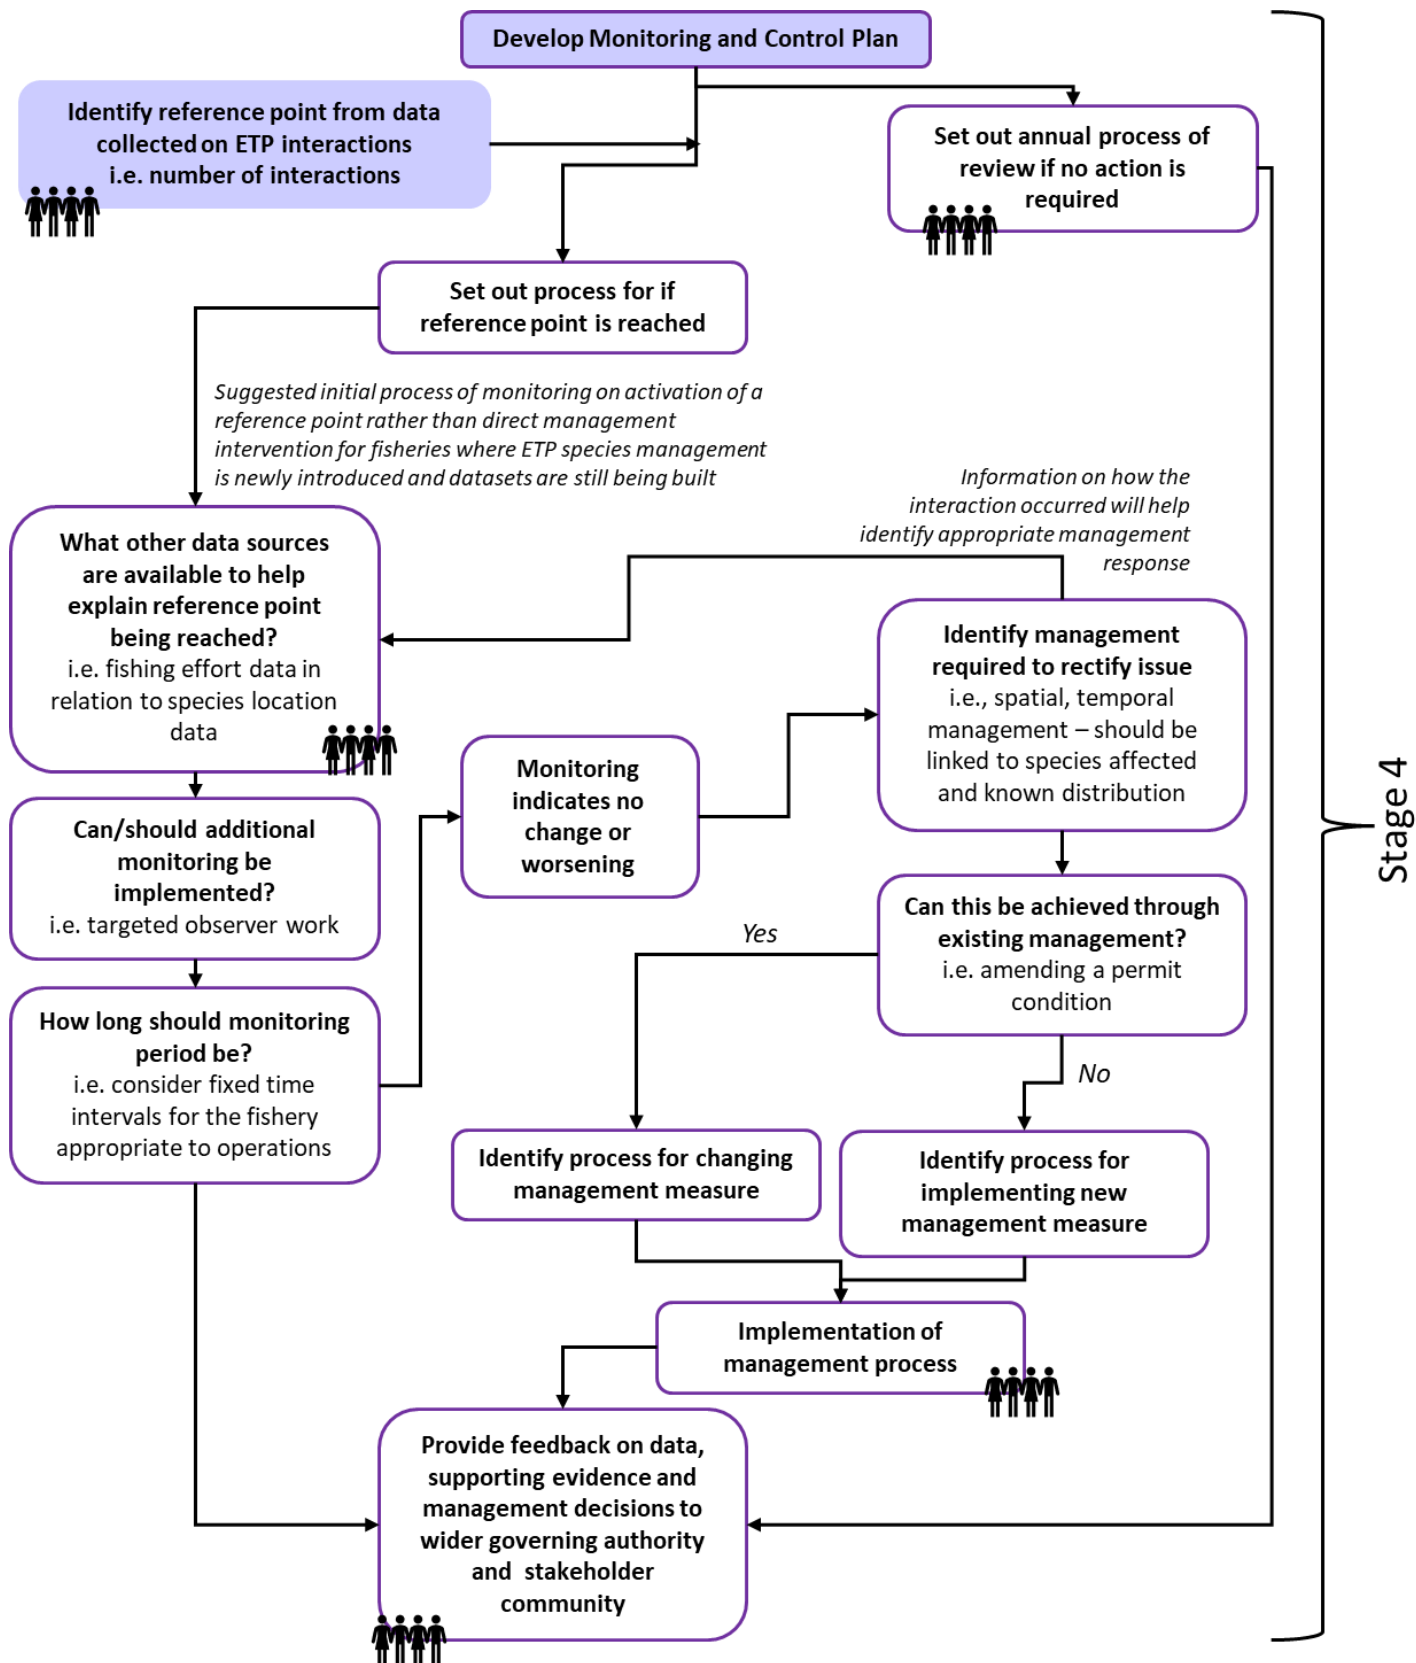 Develop Monitoring and Control Plan
Identify reference point from data
collected on ETP interactions
i.e. number of interactions
Set out annual process of
review if no action is
required
Set out process for if
reference point is reached
Suggested initial process of monitoring on activation of a
reference point rather than direct management
intervention for fisheries where ETP species management
is newly introduced and datasets are still being built
Information on how the
interaction occurred will help
identify appropriate management
response
What other data sources
are available to help
explain reference point
being reached?
i.e. fishing effort data in
relation to species location
data
Identify management
required to rectify issue
i.e., spatial, temporal
management – should be
linked to species affected
and known distribution
Monitoring
indicates no
change or
worsening
Can/should additional
monitoring be
implemented?
i.e. targeted observer work
Can this be achieved through
existing management?
i.e. amending a permit
condition
Yes
No
How long should monitoring
period be?
i.e. consider fixed time
intervals for the fishery
appropriate to operations
Identify process for changing
management measure
Identify process for
implementing new
management measure
Implementation of
management process
Provide feedback on data,
supporting evidence and
management decisions to
wider governing authority
and stakeholder
community
Stage 4